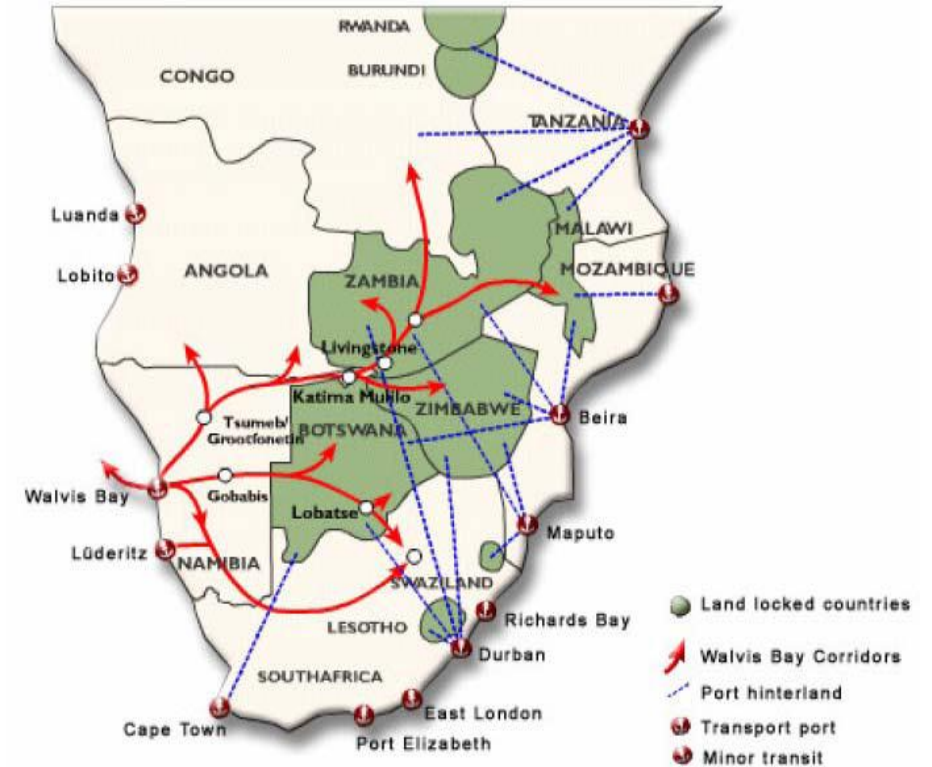 RWANDA
BURUNDI
CONGO
TANZANIA
Luanda
MALAWI
Lobito
ANGOLA
MOZAMBIQUE
ZAMBIA
Livingstone
Katima Mulilo
ZIMBABWE
Tsumeb/
Grootfonetin
BOTSWANA
Beira
Walvis Bay
Gobabis
Lobatse
Maputo
Lüderitz
NAMIBIA
SWAZILAND
LESOTHO
Richards Bay
Durban
SOUTHAFRICA
Cape Town
East London
Port Elizabeth
Land locked countries
Walvis Bay Corridors
Port hinterland
Transport port
Minor transit